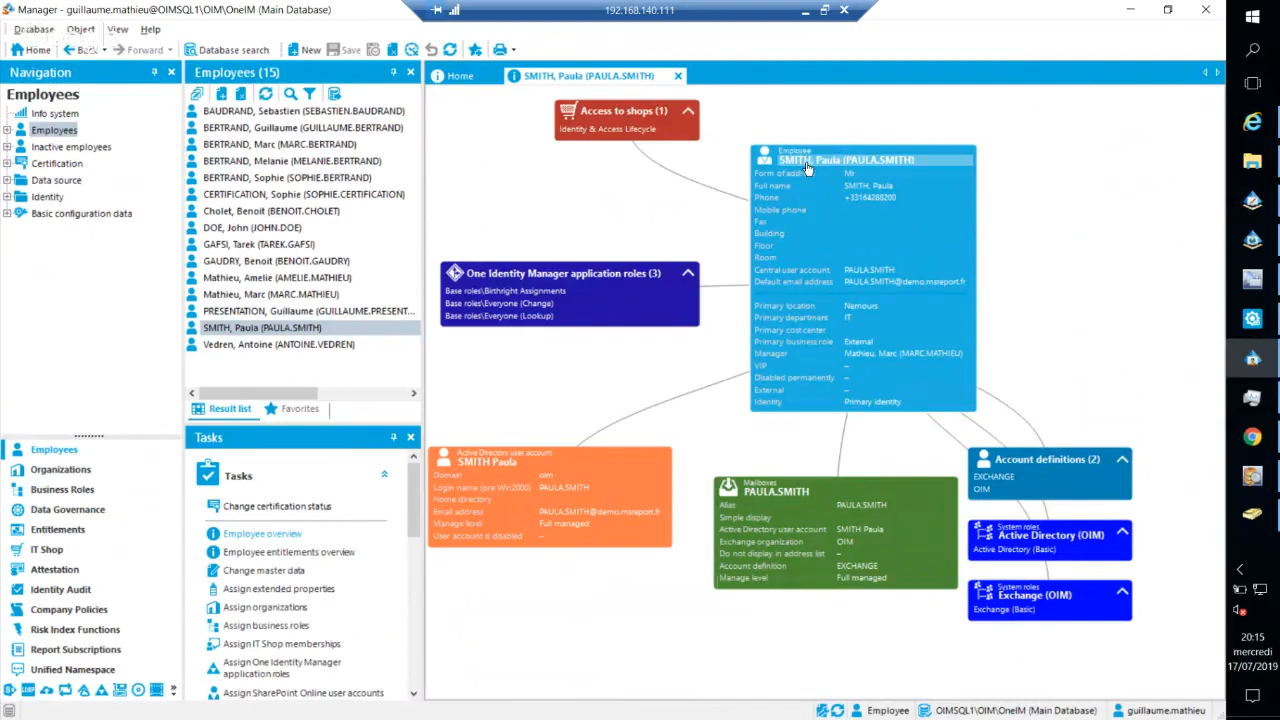 Manager - guillaume.mathieu@OIMSQL1\OIM\OneIM (Main Database)
192.168.140.111
Database Object View Help
Home Back Forward Database search New Save
Navigation
Employees
Info system
Employees
Inactive employees
Certification
Data source
Identity
Basic configuration data
Employees
Organizations
Business Roles
Data Governance
Entitlements
IT Shop
Attestation
Identity Audit
Company Policies
Risk Index Functions
Report Subscriptions
Unified Namespace
Employees (15)
BAUDRAND, Sebastien (SEBASTIEN.BAUDRAND)
BERTRAND, Guillaume (GUILLAUME.BERTRAND)
BERTRAND, Marc (MARC.BERTRAND)
BERTRAND, Melanie (MELANIE.BERTRAND)
BERTRAND, Sophie (SOPHIE.BERTRAND)
CERTIFICATION, Sophie (SOPHIE.CERTIFICATION)
Cholet, Benoit (BENOIT.CHOLET)
DOE, John (JOHN.DOE)
GAFSI, Tarek (TAREK.GAFSI)
GAUDRY, Benoit (BENOIT.GAUDRY)
Mathieu, Amelie (AMELIE.MATHIEU)
Mathieu, Marc (MARC.MATHIEU)
PRESENTATION, Guillaume (GUILLAUME.PRESENT...
SMITH, Paula (PAULA.SMITH)
Vedren, Antoine (ANTOINE.VEDREN)
Result list Favorites
Tasks
Tasks
Change certification status
Employee overview
Employee entitlements overview
Change master data
Assign extended properties
Assign organizations
Assign business roles
Assign IT Shop memberships
Assign One Identity Manager
application roles
Assign SharePoint Online user accounts
Home
SMITH, Paula (PAULA.SMITH)
Access to shops (1)
Identity & Access Lifecycle
One Identity Manager application roles (3)
Base roles\Birthright Assignments
Base roles\Everyone (Change)
Base roles\Everyone (Lookup)
Employee
SMITH, Paula (PAULA.SMITH)
Form of address Mr
Full name SMITH, Paula
Phone +33164288200
Mobile phone
Fax
Building
Floor
Room
Central user account PAULA.SMITH
Default email address PAULA.SMITH@demo.msreport.fr
Primary location Nemours
Primary department IT
Primary cost center
Primary business role External
Manager Mathieu, Marc (MARC.MATHIEU)
VIP –
Disabled permanently –
External –
Identity Primary identity
Active Directory user account
SMITH Paula
Domain oim
Login name (pre Win2000) PAULA.SMITH
Home directory
Email address PAULA.SMITH@demo.msreport.fr
Manage level Full managed
User account is disabled –
Mailboxes
PAULA.SMITH
Alias PAULA.SMITH
Simple display
Active Directory user account SMITH Paula
Exchange organization OIM
Do not display in address list –
Account definition EXCHANGE
Manage level Full managed
Account definitions (2)
EXCHANGE
OIM
System roles
Active Directory (OIM)
Active Directory (Basic)
System roles
Exchange (OIM)
Exchange (Basic)
Employee OIMSQL1\OIM\OneIM (Main Database) guillaume.mathieu
20:15
mercredi
17/07/2019